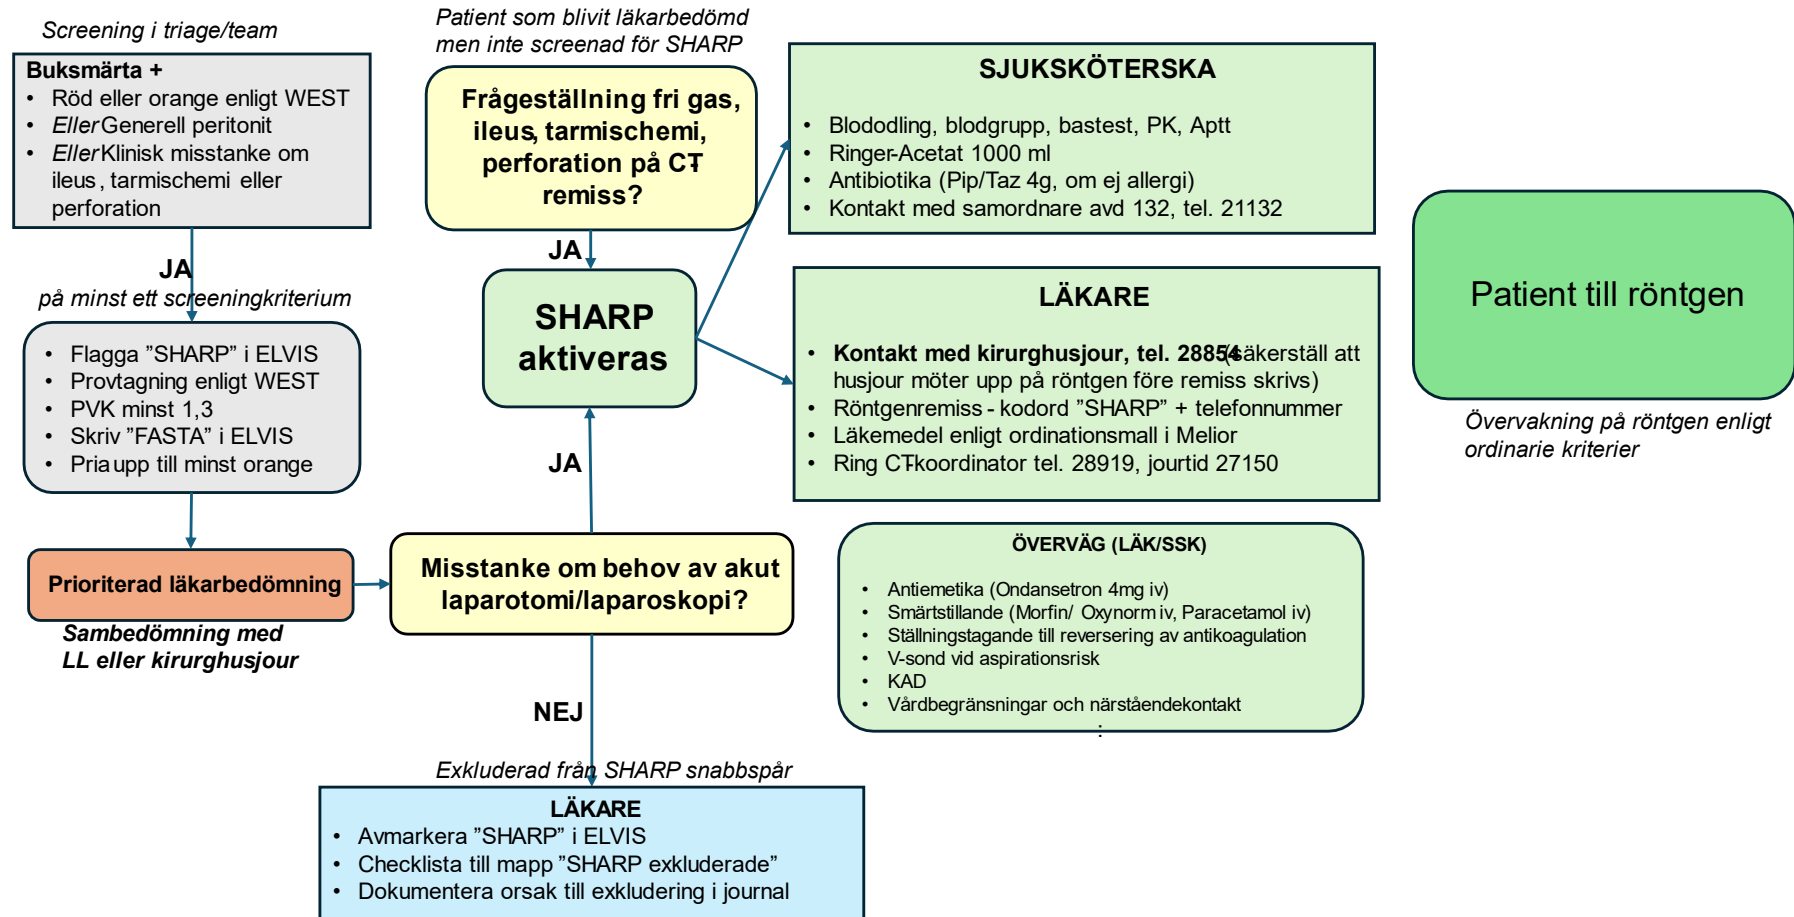 Screening i triage/team
Buksmärta +
• Röd eller orange enligt WEST
• Eller Generell peritonit
• Eller Klinisk misstanke om
ileus, tarmischemi eller
perforation
JA
på minst ett screeningkriterium
• Flagga ”SHARP” i ELVIS
• Provtagning enligt WEST
• PVK minst 1,3
• Skriv ”FASTA” i ELVIS
• Pria upp till minst orange
Prioriterad läkarbedömning
Sambedömning med
LL eller kirurghusjour
Patient som blivit läkarbedömd
men inte screenad för SHARP
Frågeställning fri gas,
ileus, tarmischemi,
perforation på CT-
remiss?
JA
SHARP
aktiveras
JA
Misstanke om behov av akut
laparotomi/laparoskopi?
NEJ
Exkluderad från SHARP snabbspår
LÄKARE
• Avmarkera ”SHARP” i ELVIS
• Checklista till mapp ”SHARP exkluderade”
• Dokumentera orsak till exkludering i journal
SJUKSKÖTERSKA
• Blododling, blodgrupp, bastest, PK, Aptt
• Ringer-Acetat 1000 ml
• Antibiotika (Pip/Taz 4g, om ej allergi)
• Kontakt med samordnare avd 132, tel. 21132
LÄKARE
• Kontakt med kirurghusjour, tel. 28854 (säkerställ att
husjour möter upp på röntgen före remiss skrivs)
• Röntgenremiss - kodord ”SHARP” + telefonnummer
• Läkemedel enligt ordinationsmall i Melior
• Ring CT-koordinator tel. 28919, jourtid 27150
ÖVERVÄG (LÄK/SSK)
• Antiemetika (Ondansetron 4mg iv)
• Smärtstillande (Morfin/ Oxynorm iv, Paracetamol iv)
• Ställningstagande till reversering av antikoagulation
• V-sond vid aspirationsrisk
• KAD
• Vårdbegränsningar och närståendekontakt
:
Patient till röntgen
Övervakning på röntgen enligt
ordinarie kriterier